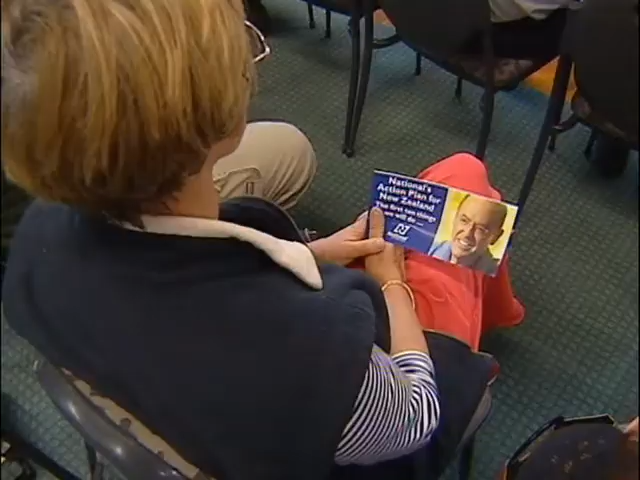 National's
Action Plan for
New Zealand
The first ten things
we will do ...
N